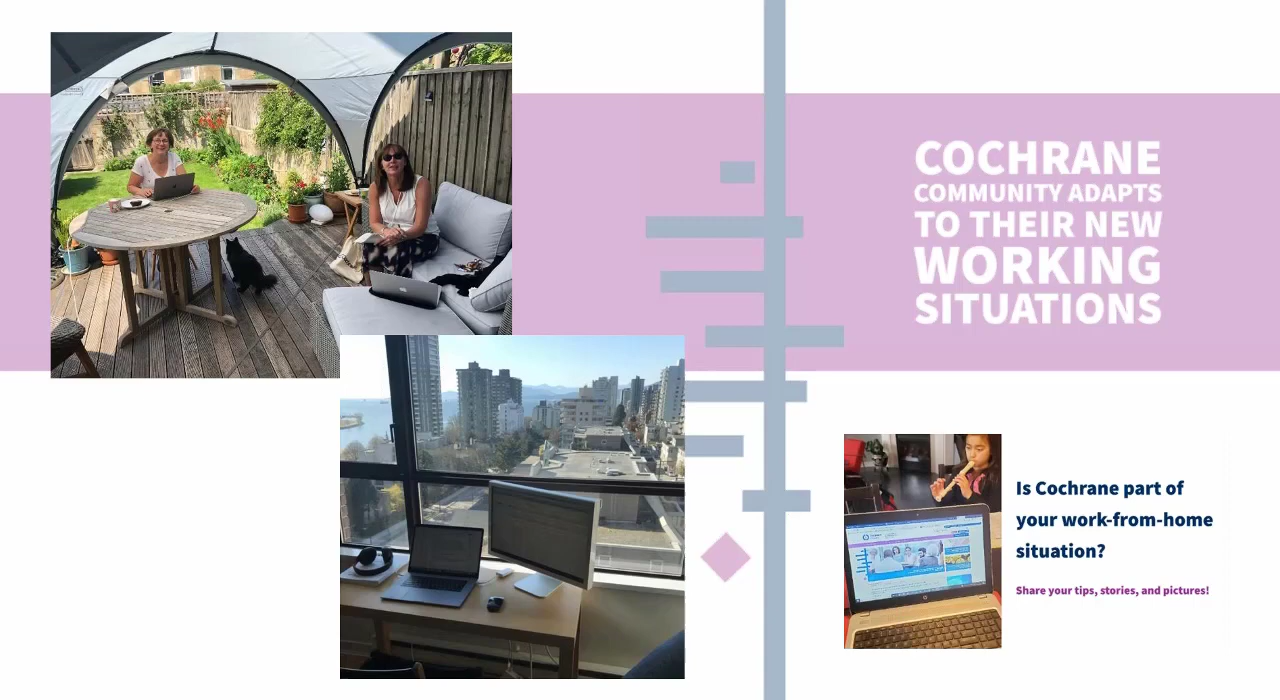 COCHRANE
COMMUNITY ADAPTS
TO THEIR NEW
WORKING
SITUATIONS
Is Cochrane part of
your work-from-home
situation?
Share your tips, stories, and pictures!